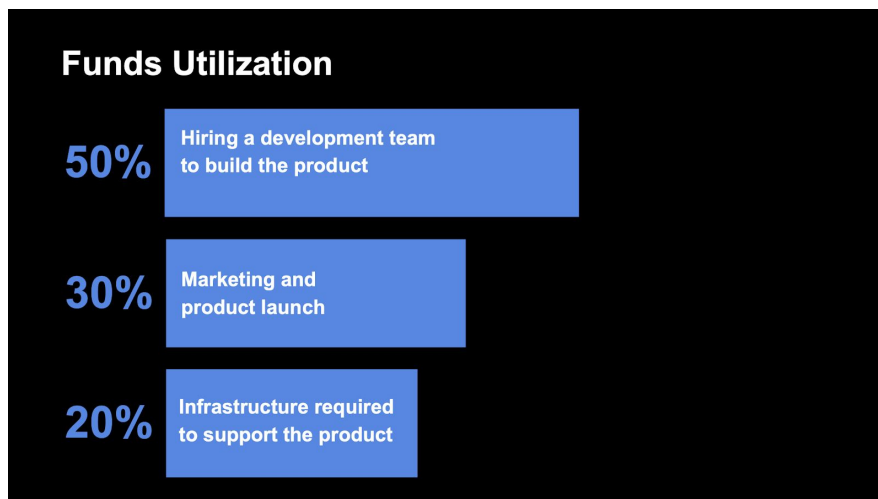 Funds Utilization
50%
Hiring a development team
to build the product
30%
Marketing and
product launch
20%
Infrastructure required
to support the product